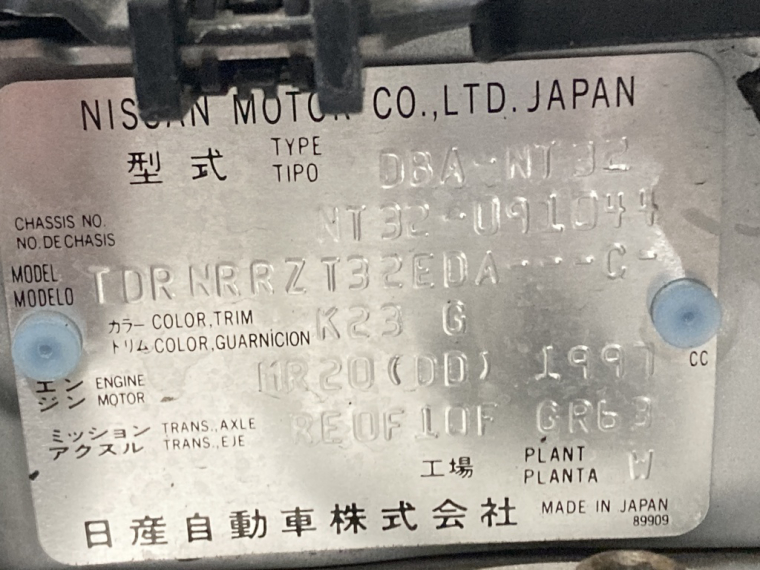 NISSAN MOTOR CO.,LTD. JAPAN
型式 TYPE TIPO DBA-NT32
CHASSIS NO. NO.DECHASIS NT32-091044
MODEL MODELO TDRNRRZT32EDA---C-
カラー COLOR,TRIM K23 G
トリム COLOR,GUARNICION
エンジン ENGINE MOTOR MR20(DD) 1997 CC
ミッション TRANS.,AXLE RE0F10F GR63
アクスル TRANS.,EJE
工場 PLANT PLANTA W
日産自動車株式会社 MADE IN JAPAN
89909